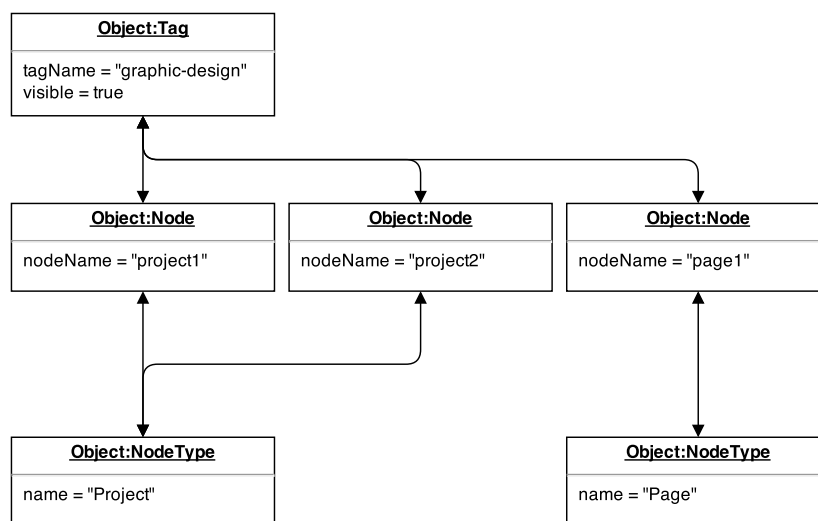 Object:Tag
tagName = "graphic-design"
visible = true
Object:Node
nodeName = "project1"
Object:Node
nodeName = "project2"
Object:Node
nodeName = "page1"
Object:NodeType
name = "Project"
Object:NodeType
name = "Page"